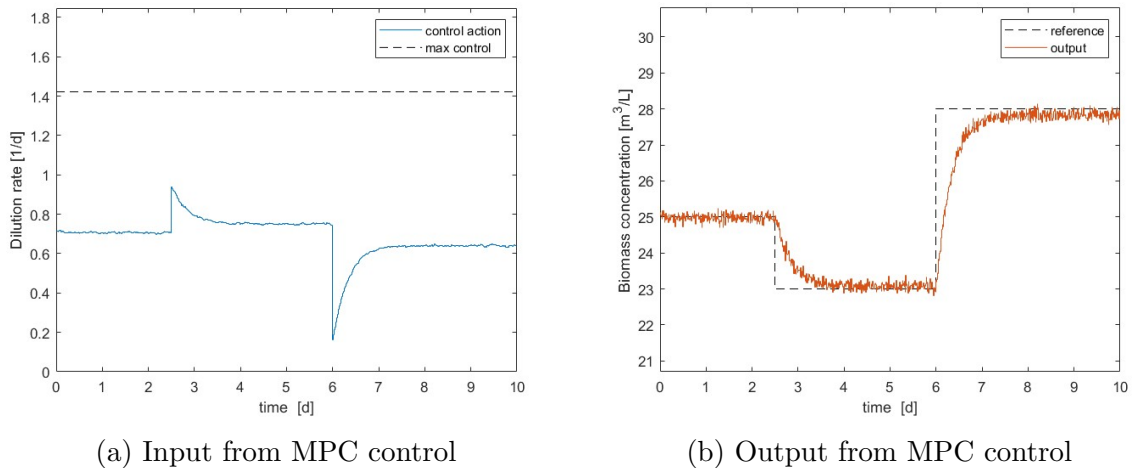 1.8
1.6
1.4
1.2
1
0.8
0.6
0.4
0.2
0
Dilution rate [1/d]
control action
max control
0 1 2 3 4 5 6 7 8 9 10
time [d]
(a) Input from MPC control
30
29
28
27
26
25
24
23
22
21
Biomass concentration [m³/L]
reference
output
0 1 2 3 4 5 6 7 8 9 10
time [d]
(b) Output from MPC control